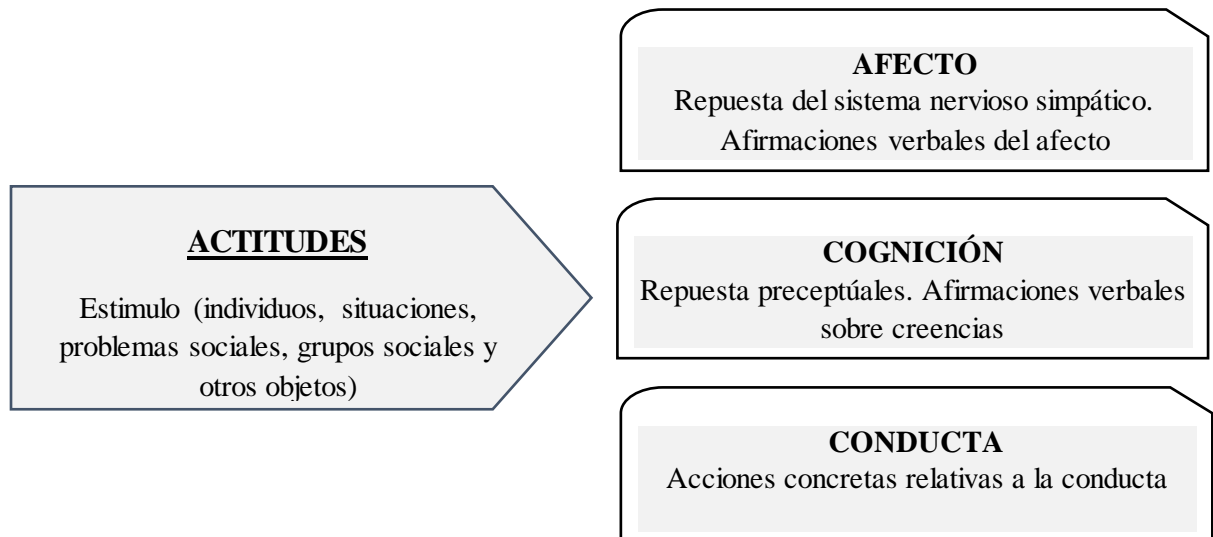 AFECTO
Repuesta del sistema nervioso simpático.
Afirmaciones verbales del afecto
ACTITUDES
Estimulo (individuos, situaciones,
problemas sociales, grupos sociales y
otros objetos)
COGNICIÓN
Repuesta preceptúales. Afirmaciones verbales
sobre creencias
CONDUCTA
Acciones concretas relativas a la conducta